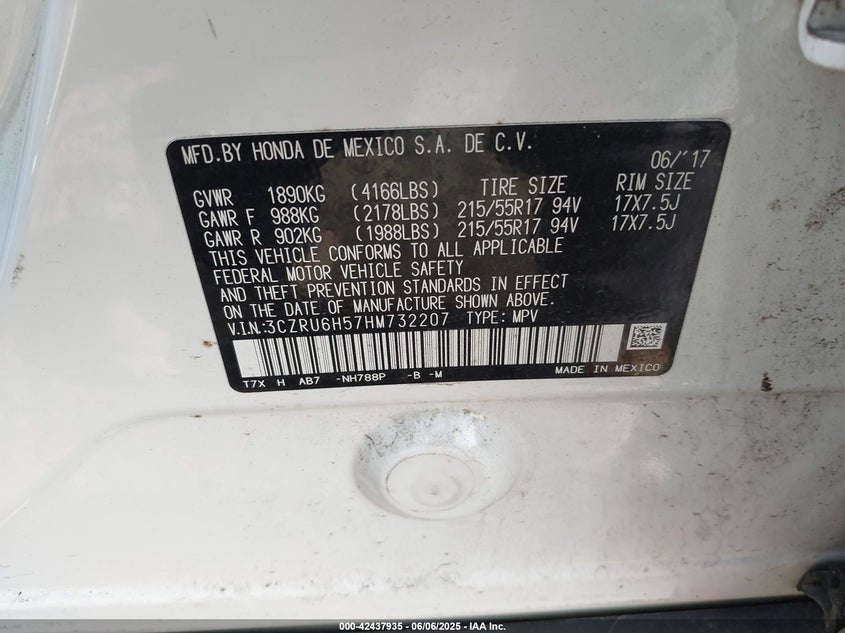 MFD.BY HONDA DE MEXICO S.A. DE C.V. 06/'17
GVWR 1890KG (4166LBS) TIRE SIZE RIM SIZE
GAWR F 988KG (2178LBS) 215/55R17 94V 17X7.5J
GAWR R 902KG (1988LBS) 215/55R17 94V 17X7.5J
THIS VEHICLE CONFORMS TO ALL APPLICABLE
FEDERAL MOTOR VEHICLE SAFETY
AND THEFT PREVENTION STANDARDS IN EFFECT
ON THE DATE OF MANUFACTURE SHOWN ABOVE.
V.I.N:3CZRU6H57HM732207 TYPE: MPV
T7X H AB7 -NH788P -B -M MADE IN MEXICO
000-42437935 - 06/06/2025 - IAA Inc.